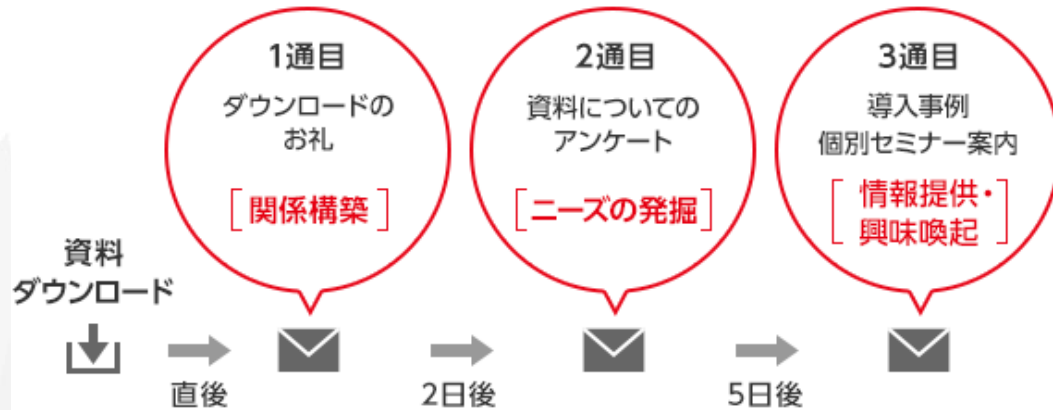 1通目
ダウンロードの
お礼
[関係構築]
2通目
資料についての
アンケート
[ニーズの発掘]
3通目
導入事例
個別セミナー案内
[情報提供・
興味喚起]
資料
ダウンロード
直後
2日後
5日後